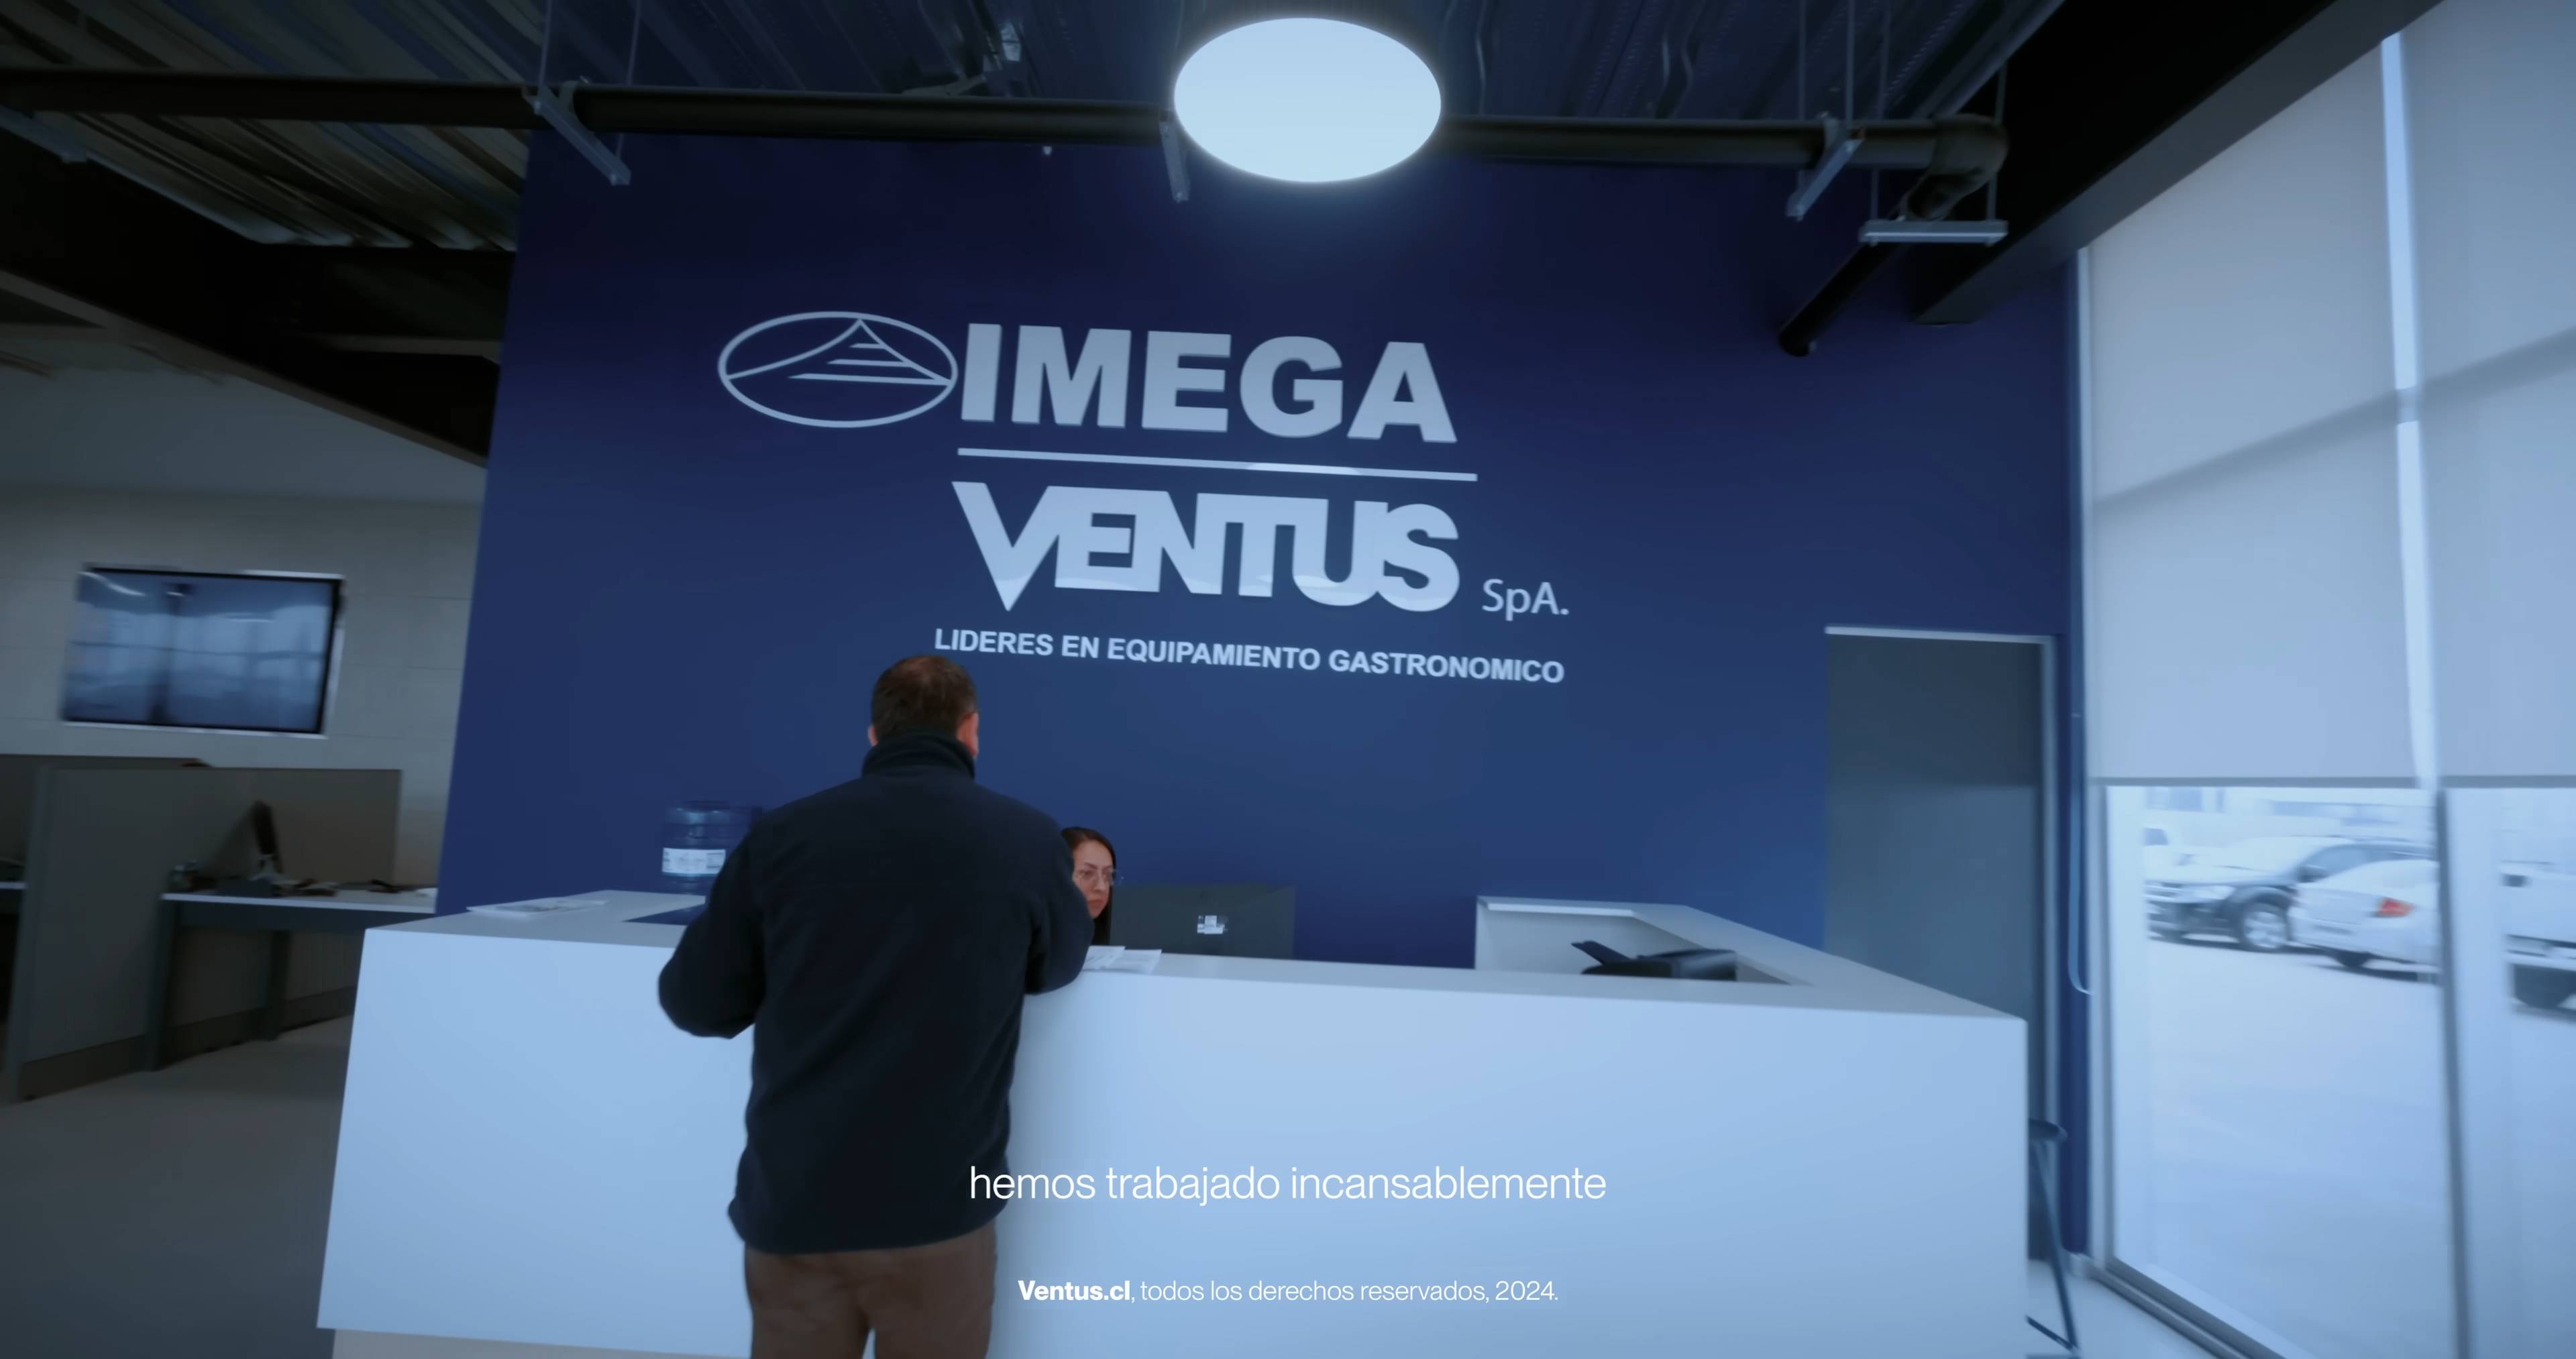 IMEGA
VENTUS SpA.
LIDERES EN EQUIPAMIENTO GASTRONOMICO
hemos trabajado incansablemente
Ventus.cl, todos los derechos reservados, 2024.